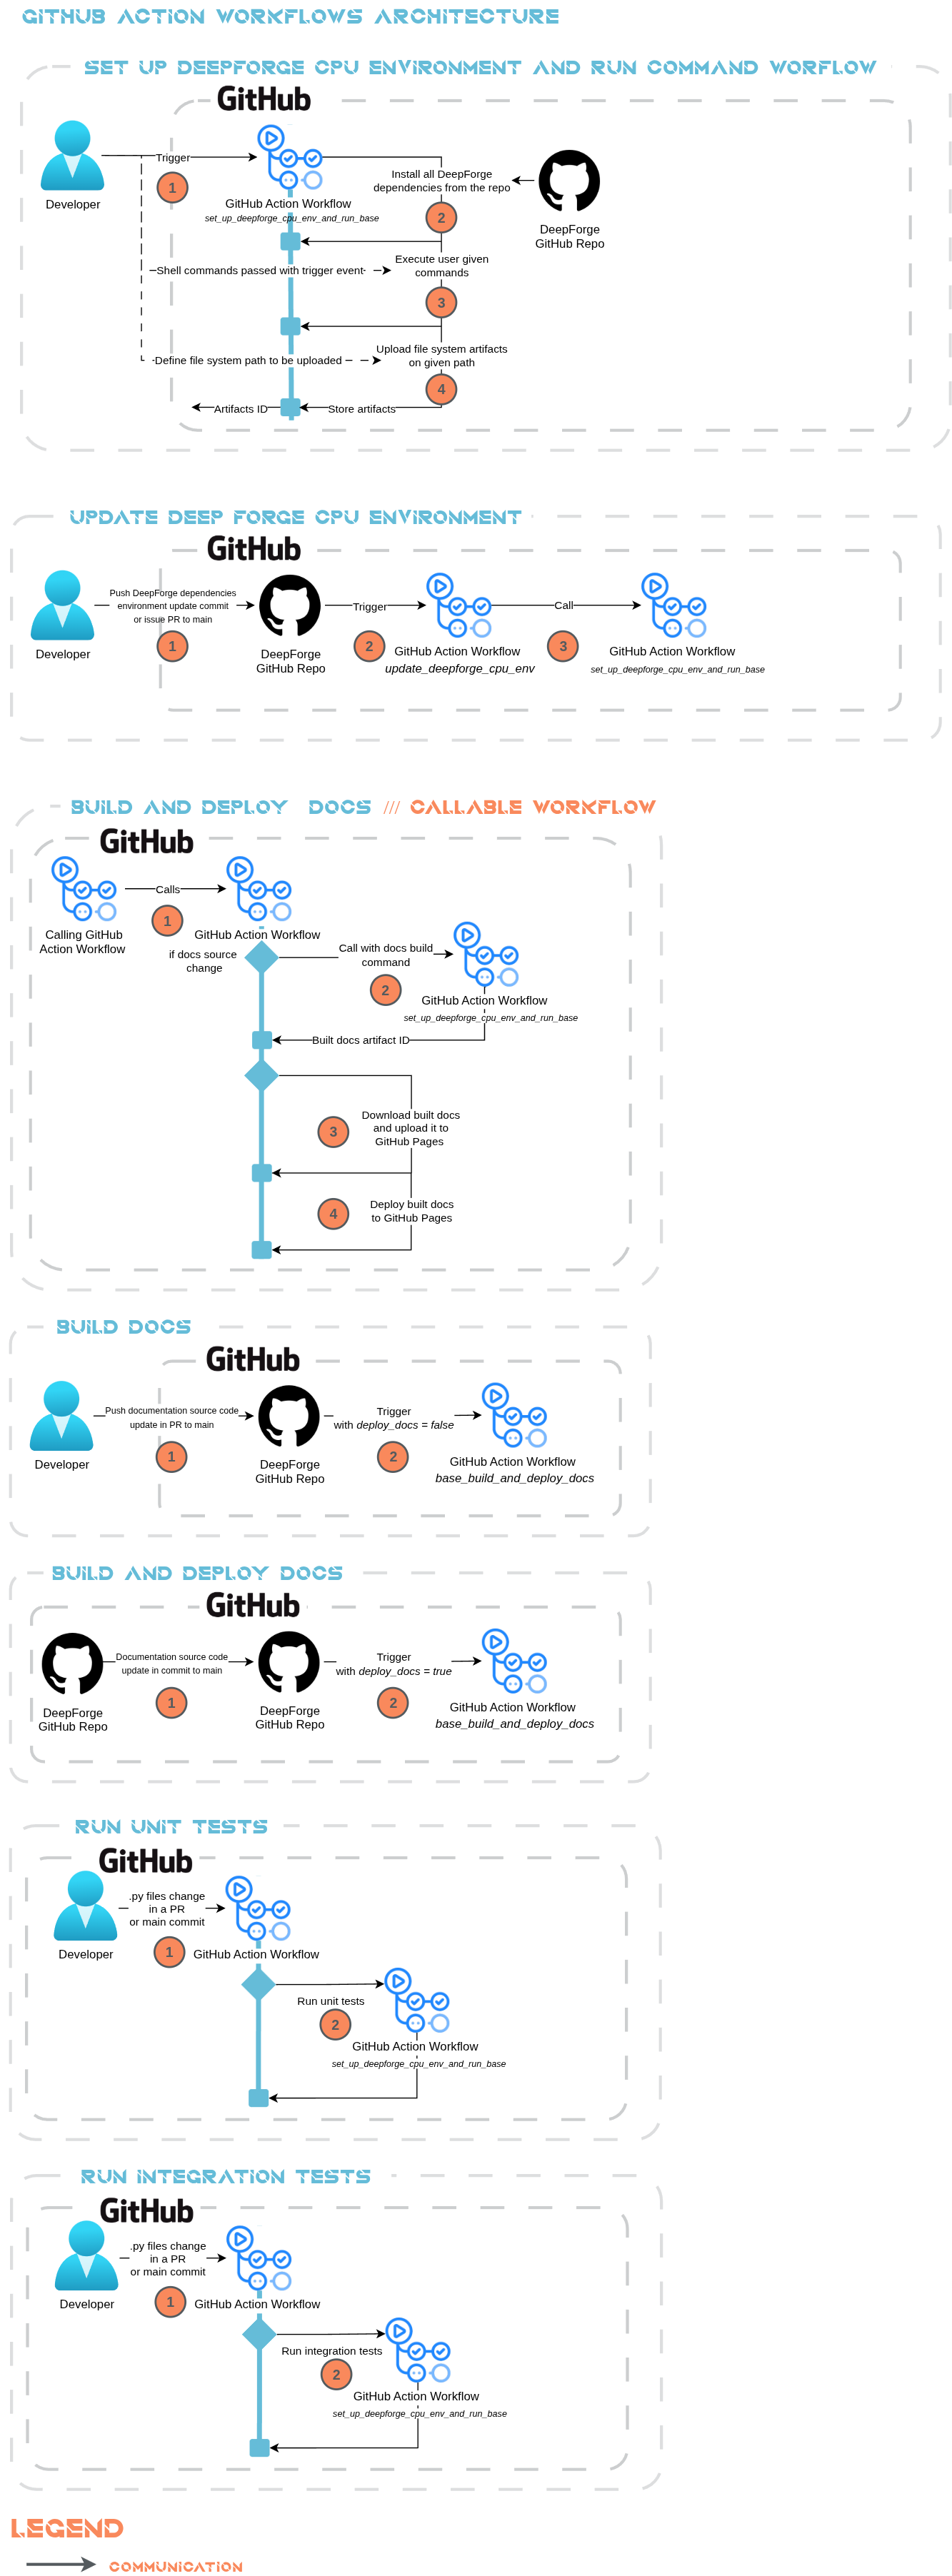 GITHUB ACTION WORKFLOWS ARCHITECTURE
SET UP DEEPFORGE CPU ENVIRONMENT AND RUN COMMAND WORKFLOW
GitHub
Trigger
1
Developer
GitHub Action Workflow
set_up_deepforge_cpu_env_and_run_base
Install all DeepForge
dependencies from the repo
2
DeepForge
GitHub Repo
Shell commands passed with trigger event
Execute user given
commands
3
Define file system path to be uploaded
Upload file system artifacts
on given path
4
Artifacts ID
Store artifacts
UPDATE DEEP FORGE CPU ENVIRONMENT
GitHub
Push DeepForge dependencies
environment update commit
or issue PR to main
1
Developer
DeepForge
GitHub Repo
Trigger
2
GitHub Action Workflow
update_deepforge_cpu_env
Call
3
GitHub Action Workflow
set_up_deepforge_cpu_env_and_run_base
BUILD AND DEPLOY DOCS /// CALLABLE WORKFLOW
GitHub
Calls
1
Calling GitHub
Action Workflow
GitHub Action Workflow
if docs source
change
Call with docs build
command
2
GitHub Action Workflow
set_up_deepforge_cpu_env_and_run_base
Built docs artifact ID
3
Download built docs
and upload it to
GitHub Pages
4
Deploy built docs
to GitHub Pages
BUILD DOCS
GitHub
Push documentation source code
update in PR to main
1
Developer
DeepForge
GitHub Repo
Trigger
with deploy_docs = false
2
GitHub Action Workflow
base_build_and_deploy_docs
BUILD AND DEPLOY DOCS
GitHub
Documentation source code
update in commit to main
1
DeepForge
GitHub Repo
DeepForge
GitHub Repo
Trigger
with deploy_docs = true
2
GitHub Action Workflow
base_build_and_deploy_docs
RUN UNIT TESTS
GitHub
.py files change
in a PR
or main commit
1
Developer
GitHub Action Workflow
Run unit tests
2
GitHub Action Workflow
set_up_deepforge_cpu_env_and_run_base
RUN INTEGRATION TESTS
GitHub
.py files change
in a PR
or main commit
1
Developer
GitHub Action Workflow
Run integration tests
2
GitHub Action Workflow
set_up_deepforge_cpu_env_and_run_base
LEGEND
COMMUNICATION